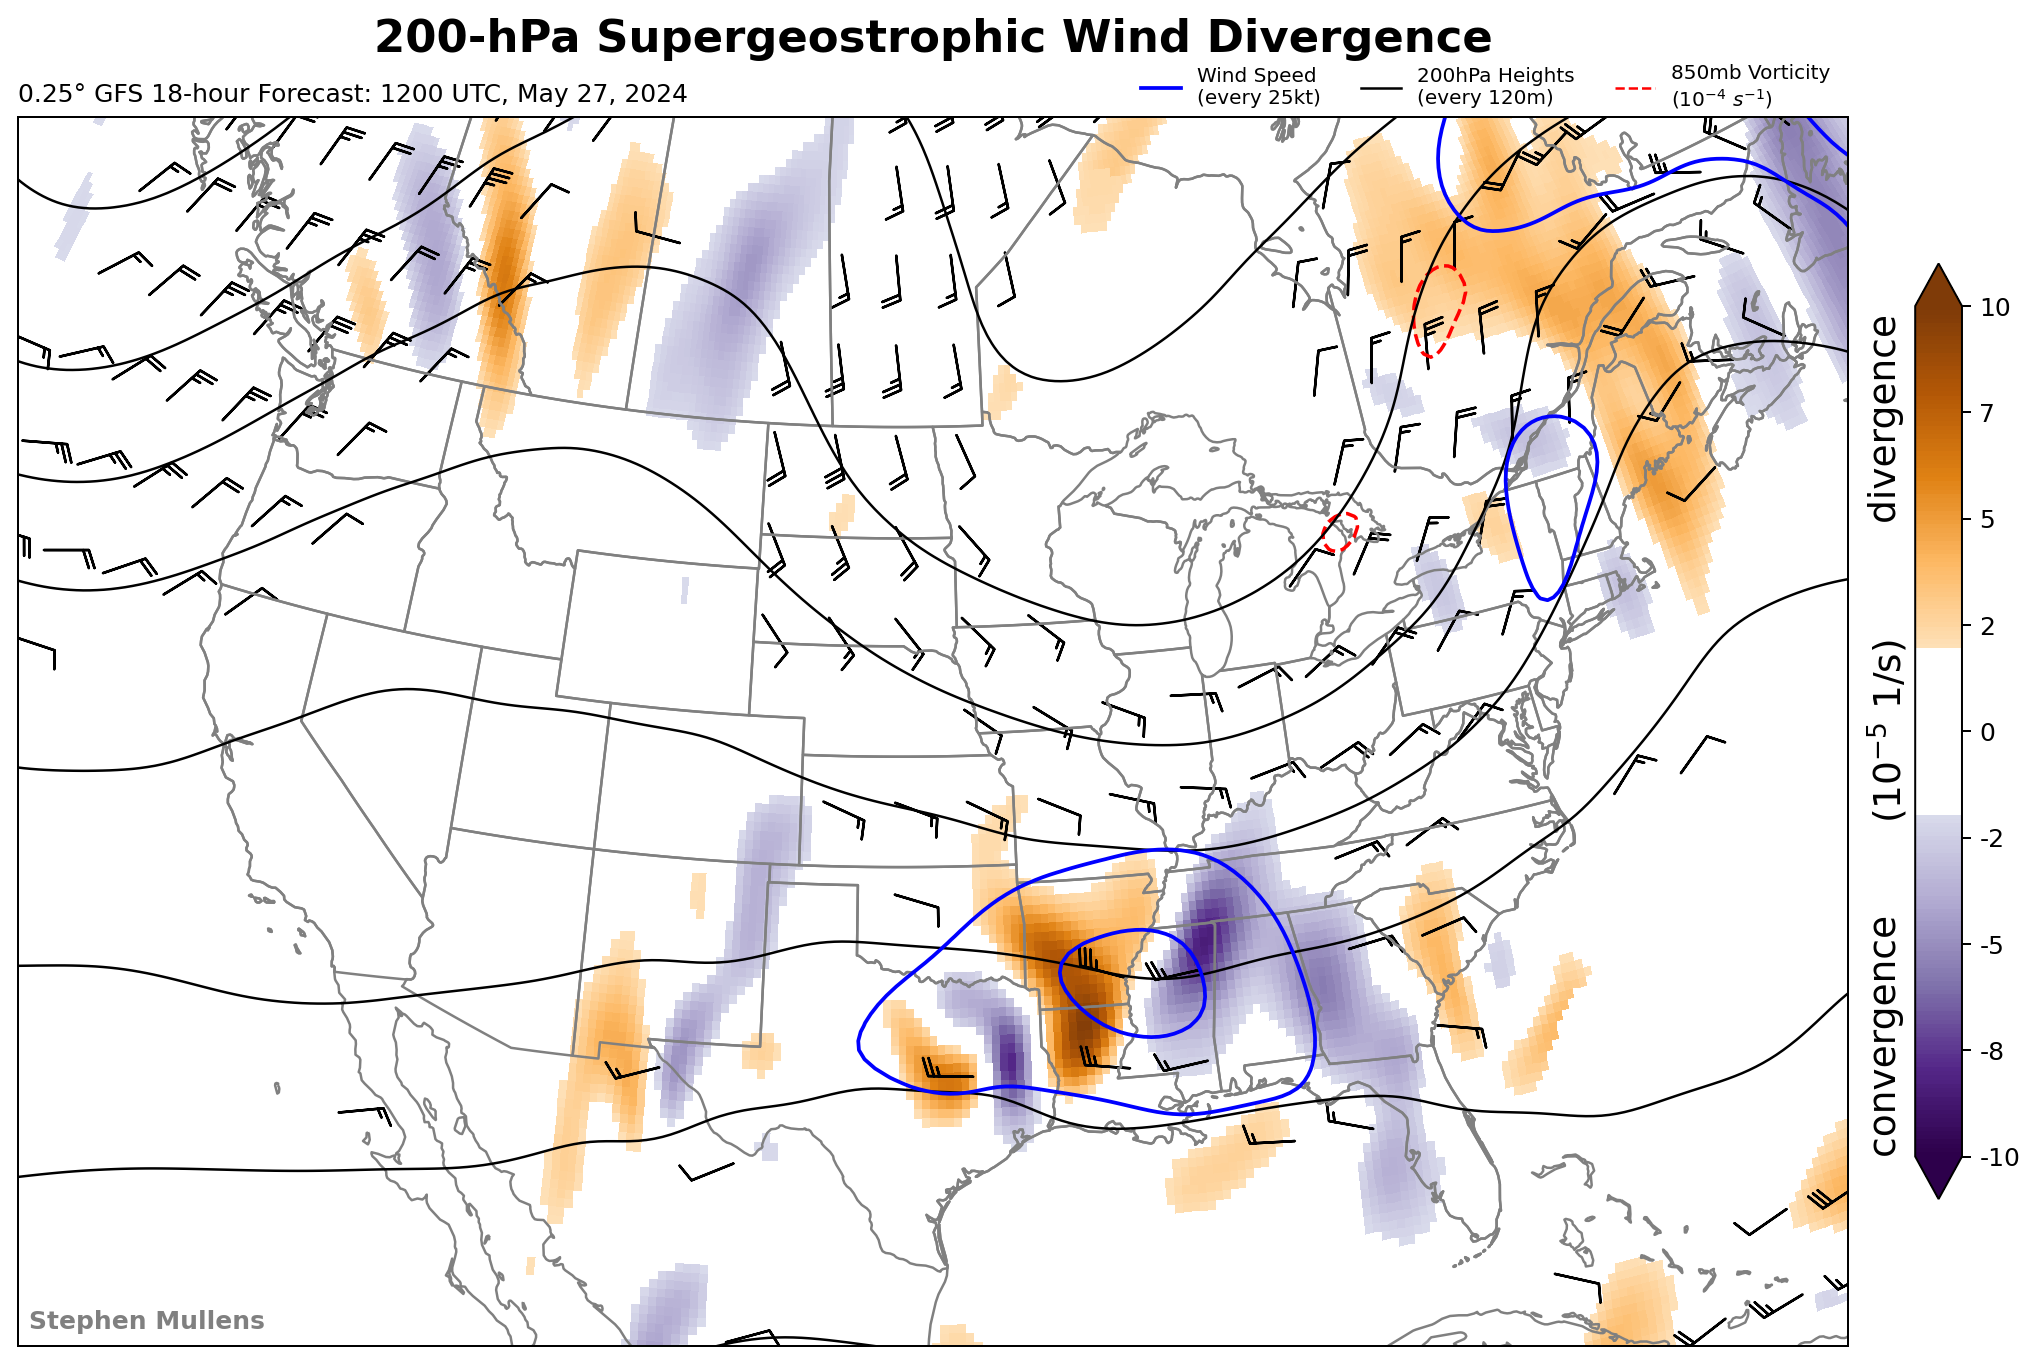 200-hPa Supergeostrophic Wind Divergence
0.25° GFS 18-hour Forecast: 1200 UTC, May 27, 2024
Wind Speed
(every 25kt)
200hPa Heights
(every 120m)
850mb Vorticity
(10⁻⁴ s⁻¹)
10
7
5
2
0
-2
-5
-8
-10
convergence (10⁻⁵ 1/s) divergence
Stephen Mullens